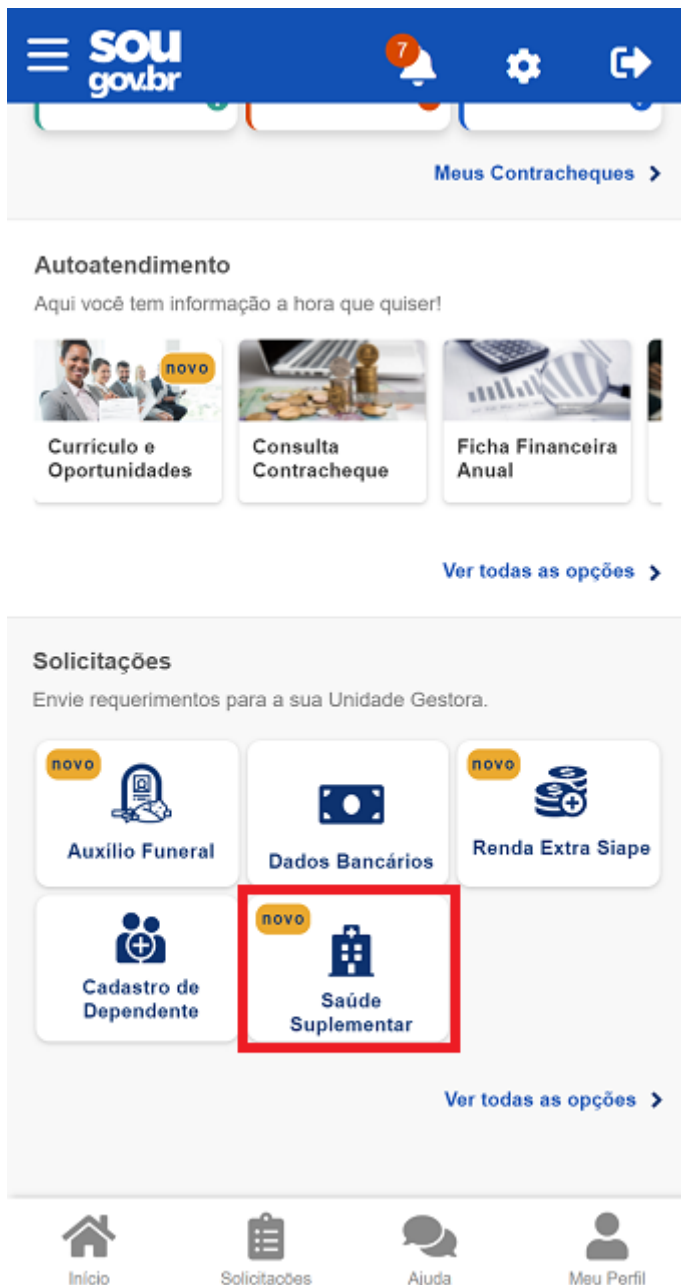 sou
gov.br
7
Meus Contracheques
Autoatendimento
Aqui você tem informação a hora que quiser!
novo
Currículo e
Oportunidades
Consulta
Contracheque
Ficha Financeira
Anual
Ver todas as opções
Solicitações
Envie requerimentos para a sua Unidade Gestora.
novo
Auxílio Funeral
Dados Bancários
novo
Renda Extra Siape
Cadastro de
Dependente
novo
Saúde
Suplementar
Ver todas as opções
Início
Solicitações
Ajuda
Meu Perfil